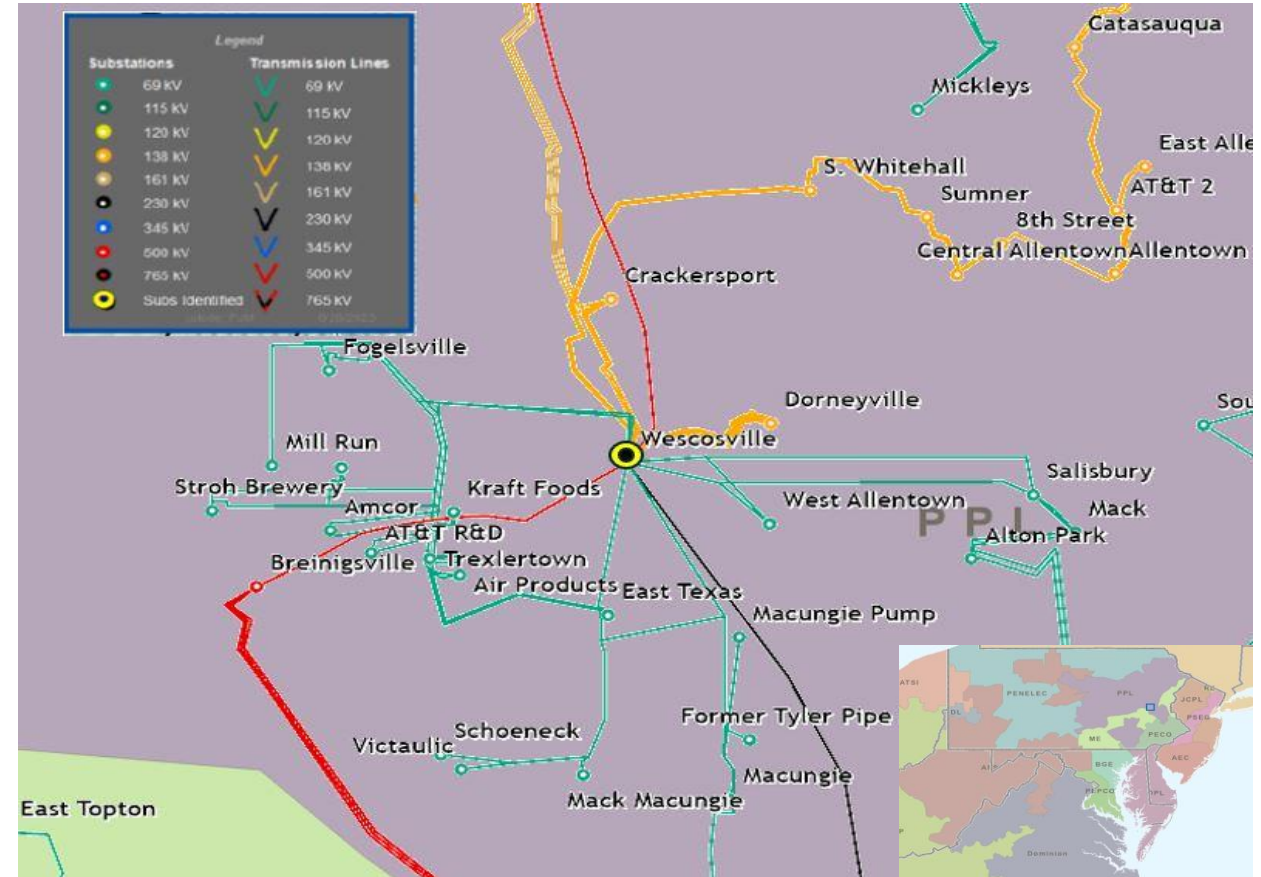 Legend
Substations Transmission Lines
69 kV 69 kV
115 kV 115 kV
120 kV 120 kV
138 kV 138 kV
161 kV 161 kV
230 kV 230 kV
345 kV 345 kV
500 kV 500 kV
765 kV 765 kV
Subs Identified
Catasauqua
Mickleys
East Alle
S. Whitehall
AT&T 2
Sumner
8th Street
Central Allentown
Allentown
Crackersport
Fogelsville
Dorneyville
Sou
Wescosville
Mill Run
Salisbury
Stroh Brewery
Kraft Foods
West Allentown
Amcor
Mack
PPL
AT&T R&D
Alton Park
Breinigsville
Trexlertown
Air Products
East Texas
Macungie Pump
Former Tyler Pipe
Schoeneck
Victaulic
Macungie
Mack Macungie
East Topton
ATSI
PENELEC
PPL
JCPL
DL
PSEG
ME
PECO
AEC
BGE
PEPCO
DPL
Dominion